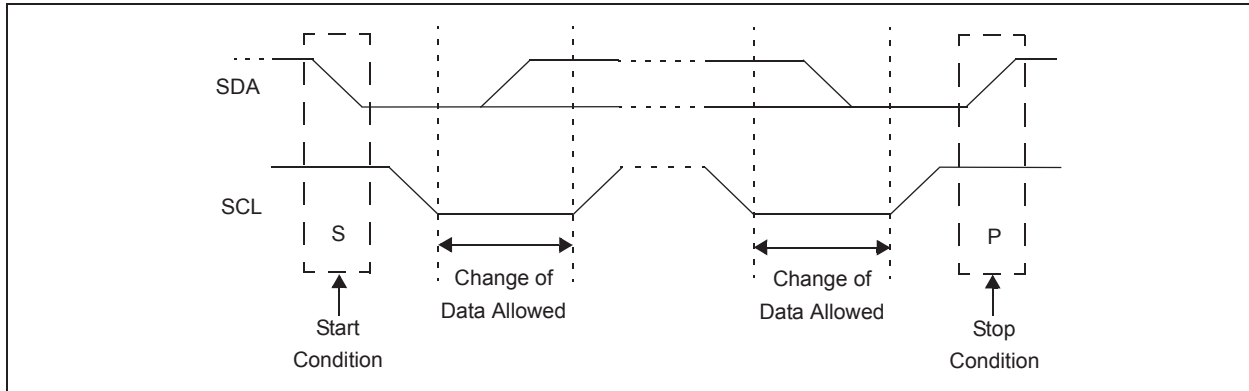 SDA
SCL
S
P
Change of
Data Allowed
Change of
Data Allowed
Start
Condition
Stop
Condition